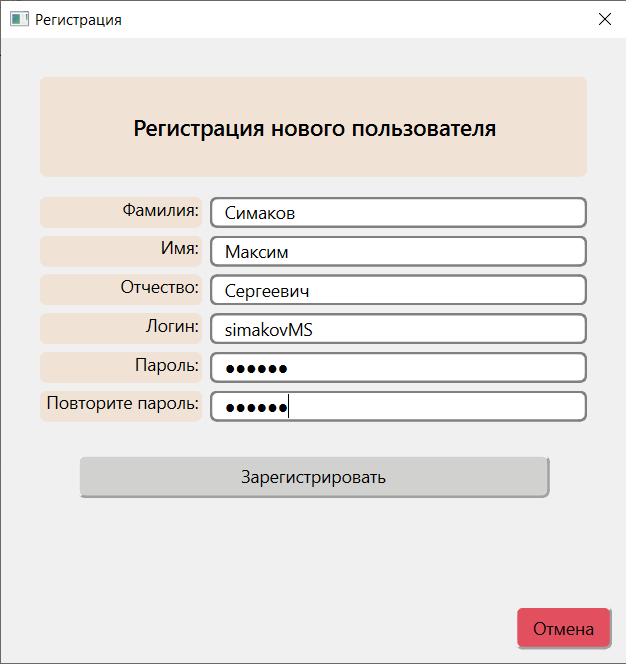 Регистрация
Регистрация нового пользователя
Фамилия: Симаков
Имя: Максим
Отчество: Сергеевич
Логин: simakovMS
Пароль: ●●●●●●
Повторите пароль: ●●●●●●
Зарегистрировать
Отмена